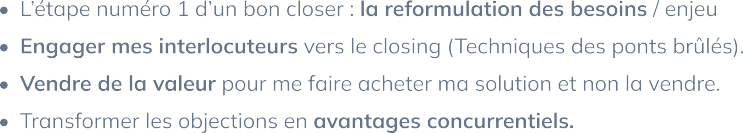 • L'étape numéro 1 d'un bon closer : la reformulation des besoins / enjeu
• Engager mes interlocuteurs vers le closing (Techniques des ponts brûlés).
• Vendre de la valeur pour me faire acheter ma solution et non la vendre.
• Transformer les objections en avantages concurrentiels.